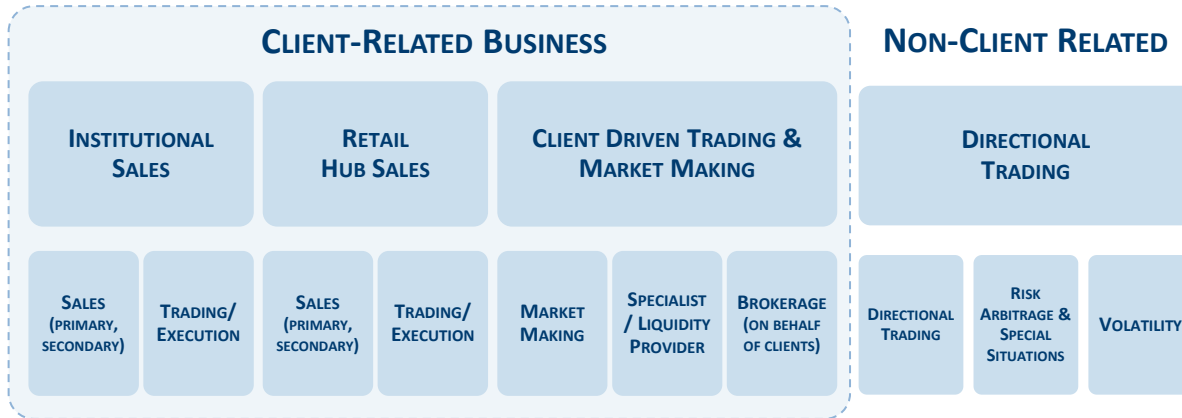 CLIENT-RELATED BUSINESS
NON-CLIENT RELATED
INSTITUTIONAL
SALES
RETAIL
HUB SALES
CLIENT DRIVEN TRADING &
MARKET MAKING
DIRECTIONAL
TRADING
SALES
(PRIMARY,
SECONDARY)
TRADING/
EXECUTION
SALES
(PRIMARY,
SECONDARY)
TRADING/
EXECUTION
MARKET
MAKING
SPECIALIST
/ LIQUIDITY
PROVIDER
BROKERAGE
(ON BEHALF
OF CLIENTS)
DIRECTIONAL
TRADING
RISK
ARBITRAGE &
SPECIAL
SITUATIONS
VOLATILITY